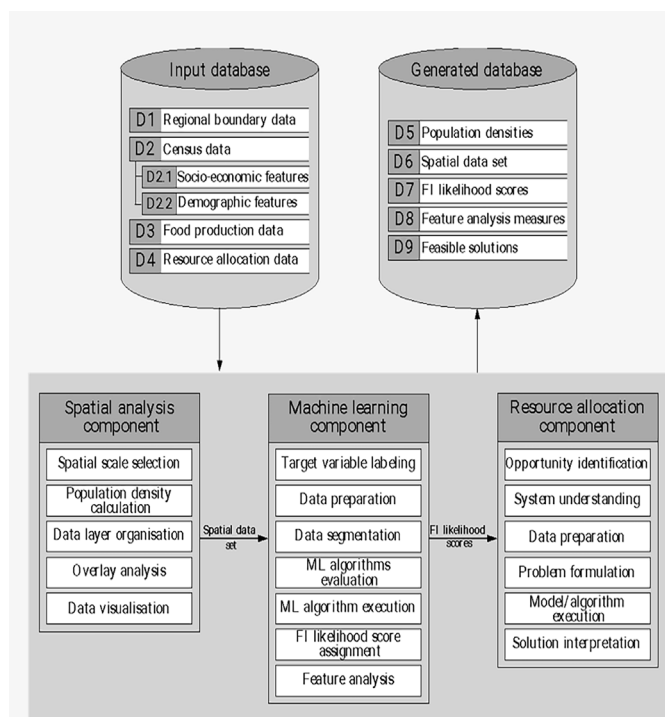 Input database
D1 Regional boundary data
D2 Census data
D2.1 Socio-economic features
D2.2 Demographic features
D3 Food production data
D4 Resource allocation data
Generated database
D5 Population densities
D6 Spatial data set
D7 FI likelihood scores
D8 Feature analysis measures
D9 Feasible solutions
Spatial analysis
component
Spatial scale selection
Population density
calculation
Data layer organisation
Overlay analysis
Data visualisation
Spatial data
set
Machine learning
component
Target variable labeling
Data preparation
Data segmentation
ML algorithms
evaluation
ML algorithm execution
FI likelihood score
assignment
Feature analysis
FI likelihood
scores
Resource allocation
component
Opportunity identification
System understanding
Data preparation
Problem formulation
Model/algorithm
execution
Solution interpretation